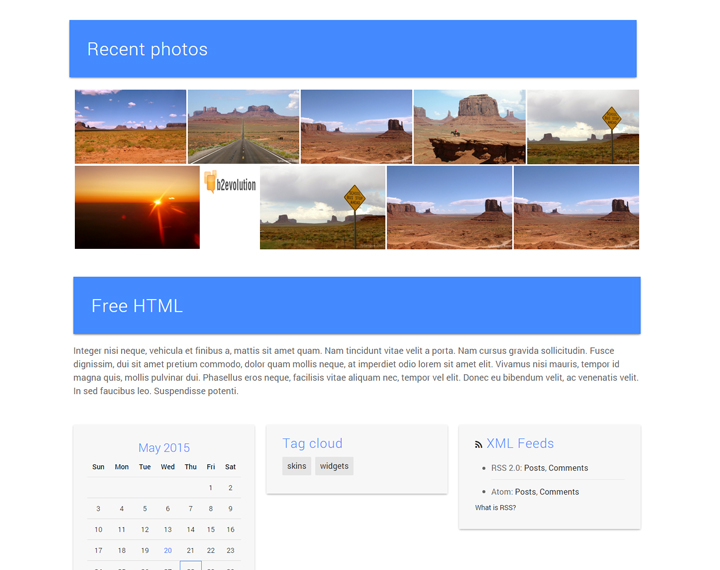 Recent photos
b2evolution
Free HTML
Integer nisi neque, vehicula et finibus a, mattis sit amet quam. Nam tincidunt vitae velit a porta. Nam cursus gravida sollicitudin. Fusce
dignissim, dui sit amet pretium commodo, dolor quam mollis neque, at imperdiet odio lorem sit amet elit. Vivamus nisi mauris, tempor id
magna quis, mollis pulvinar dui. Phasellus eros neque, facilisis vitae aliquam nec, tempor vel elit. Donec eu bibendum velit, ac venenatis velit.
In sed faucibus leo. Suspendisse potenti.
May 2015
Sun Mon Tue Wed Thu Fri Sat
1 2
3 4 5 6 7 8 9
10 11 12 13 14 15 16
17 18 19 20 21 22 23
Tag cloud
skins widgets
XML Feeds
RSS 2.0: Posts, Comments
Atom: Posts, Comments
What is RSS?